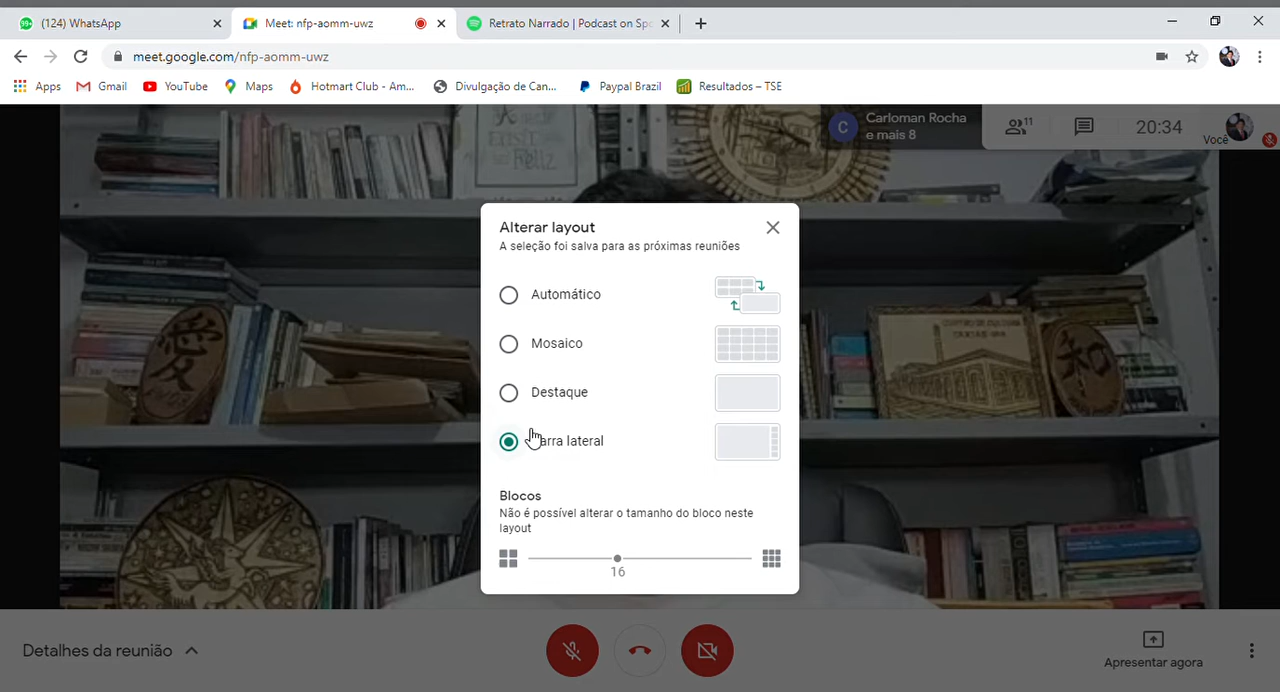 99+
(124) WhatsApp
Meet: nfp-aomm-uwz
Retrato Narrado | Podcast on Spo
meet.google.com/nfp-aomm-uwz
Apps
Gmail
YouTube
Maps
Hotmart Club - Am...
Divulgação de Can...
Paypal Brazil
Resultados – TSE
C
Carloman Rocha
e mais 8
11
20:34
Você
Alterar layout
A seleção foi salva para as próximas reuniões
Automático
Mosaico
Destaque
arra lateral
Blocos
Não é possível alterar o tamanho do bloco neste
layout
16
愛
和
Detalhes da reunião
Apresentar agora